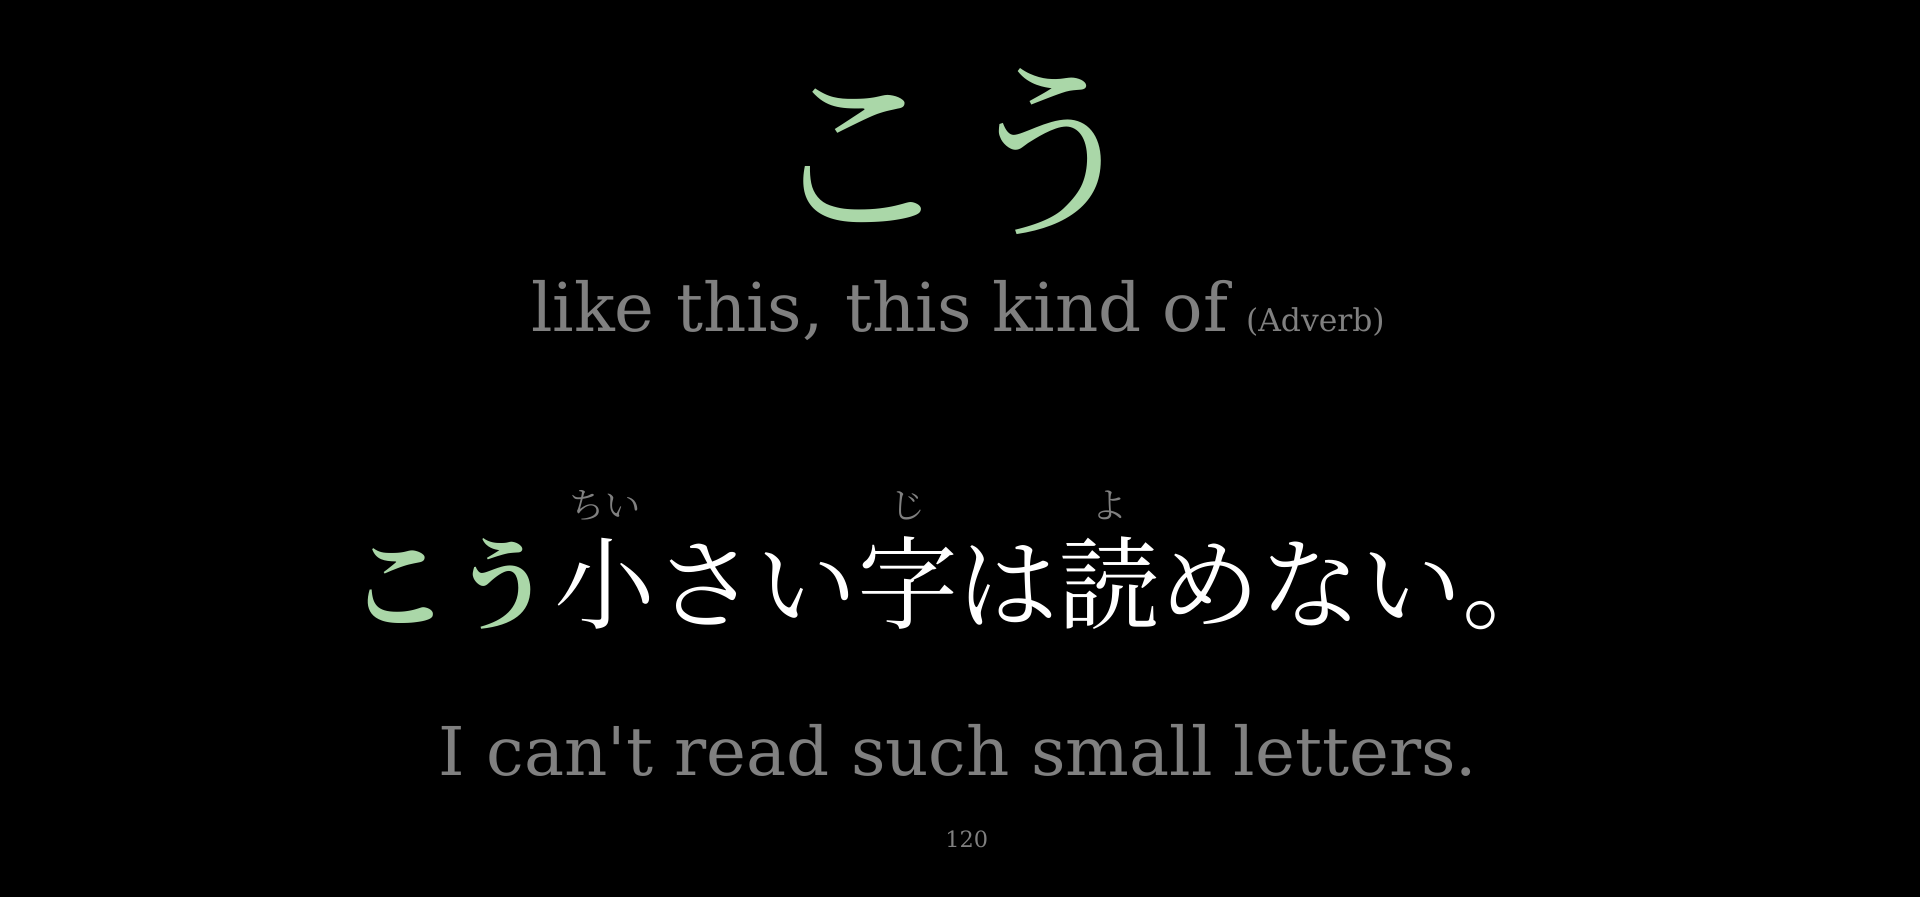 こう
like this, this kind of (Adverb)
ちい じ よ
こう小さい字は読めない。
I can't read such small letters.
120